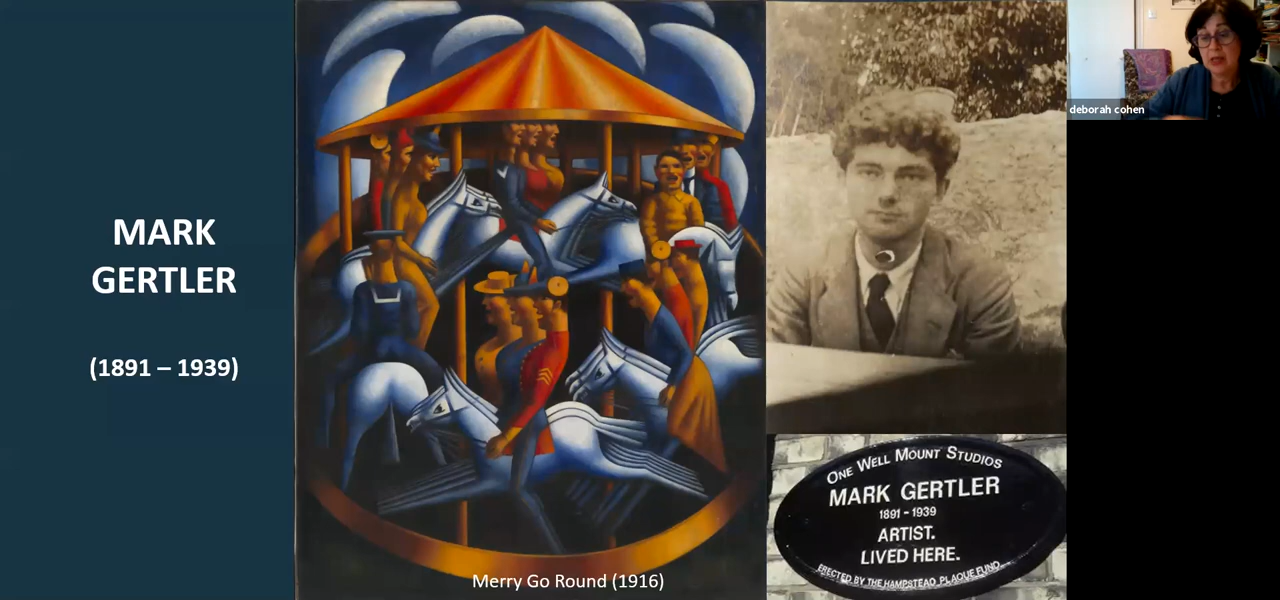 MARK
GERTLER
(1891 – 1939)
Merry Go Round (1916)
ONE WELL MOUNT STUDIOS
MARK GERTLER
1891 - 1939
ARTIST.
LIVED HERE.
ERECTED BY THE HAMPSTEAD PLAQUE FUND
deborah cohen